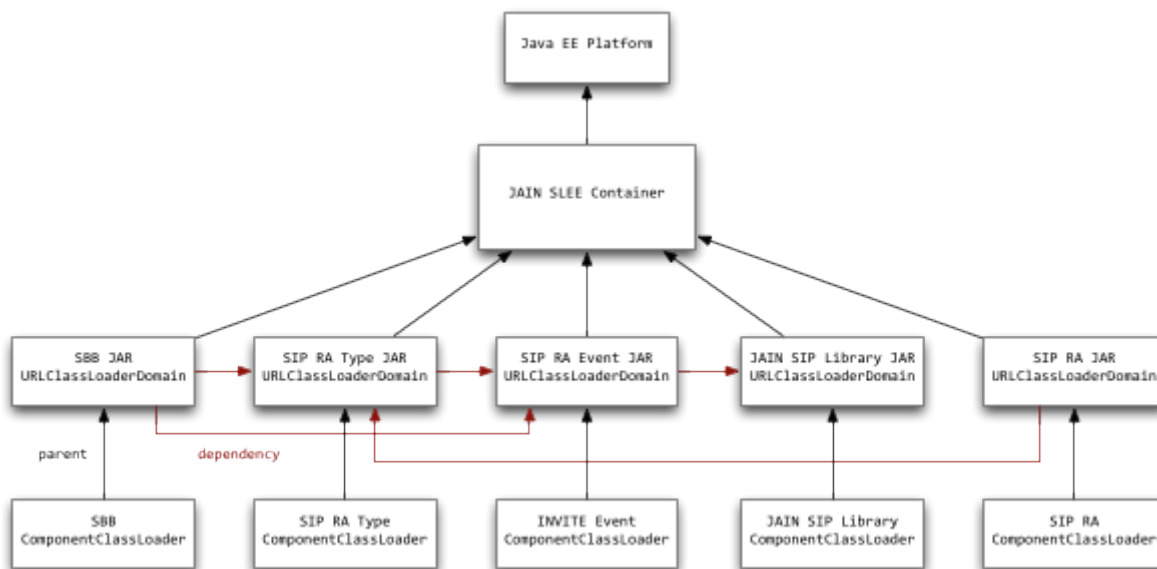 Java EE Platform
JAIN SLEE Container
SBB JAR
URLClassLoaderDomain
SIP RA Type JAR
URLClassLoaderDomain
SIP RA Event JAR
URLClassLoaderDomain
JAIN SIP Library JAR
URLClassLoaderDomain
SIP RA JAR
URLClassLoaderDomain
parent
dependency
SBB
ComponentClassLoader
SIP RA Type
ComponentClassLoader
INVITE Event
ComponentClassLoader
JAIN SIP Library
ComponentClassLoader
SIP RA
ComponentClassLoader